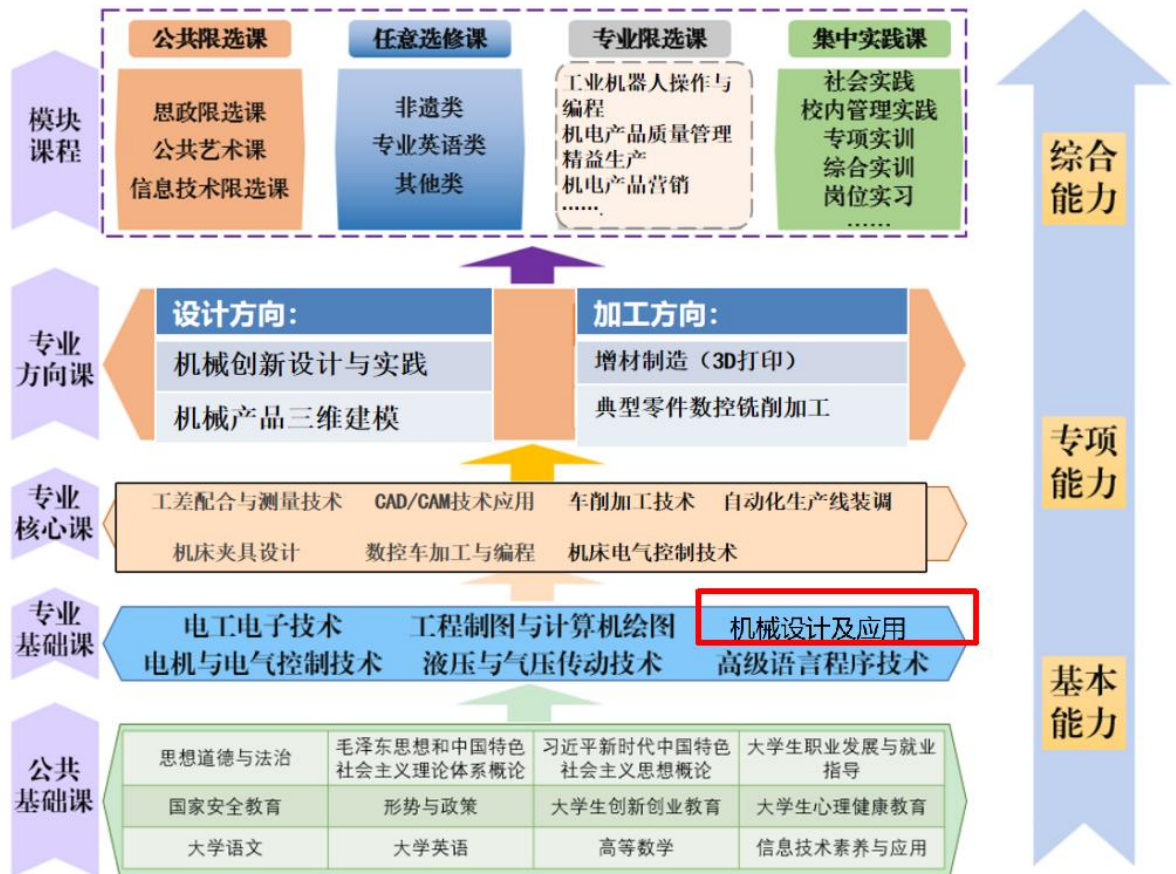 公共限选课
任意选修课
专业限选课
集中实践课
模块
课程
思政限选课
公共艺术课
信息技术限选课
非遗类
专业英语类
其他类
工业机器人操作与
编程
机电产品质量管理
精益生产
机电产品营销
…….
社会实践
校内管理实践
专项实训
综合实训
岗位实习
……
综合
能力
专业
方向课
设计方向:
机械创新设计与实践
机械产品三维建模
加工方向:
增材制造（3D打印）
典型零件数控铣削加工
专项
能力
专业
核心课
工差配合与测量技术 CAD/CAM技术应用 车削加工技术 自动化生产线装调
机床夹具设计 数控车加工与编程 机床电气控制技术
专业
基础课
电工电子技术 工程制图与计算机绘图 机械设计及应用
电机与电气控制技术 液压与气压传动技术 高级语言程序技术
基本
能力
公共
基础课
思想道德与法治
毛泽东思想和中国特色
社会主义理论体系概论
习近平新时代中国特色
社会主义思想概论
大学生职业发展与就业
指导
国家安全教育 形势与政策 大学生创新创业教育 大学生心理健康教育
大学语文 大学英语 高等数学 信息技术素养与应用